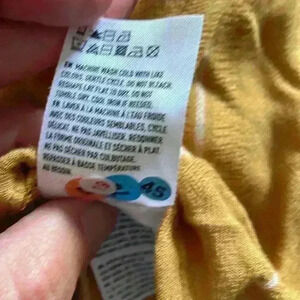 EN MACHINE WASH COLD WITH LIKE
COLORS. GENTLE CYCLE. DO NOT BLEACH.
RESHAPE LAY FLAT TO DRY. DO NOT
TUMBLE DRY. COOL IRON IF NEEDED.
FR LAVER À LA MACHINE À L'EAU FROIDE
AVEC DES COULEURS SEMBLABLES, CYCLE
DÉLICAT. NE PAS JAVELLISER. REDONNER
LA FORME ORIGINALE ET SÉCHER À PLAT.
NE PAS SÉCHER PAR CULBUTAGE.
REPASSER À BASSE TEMPÉRATURE
AU BESOIN.
45